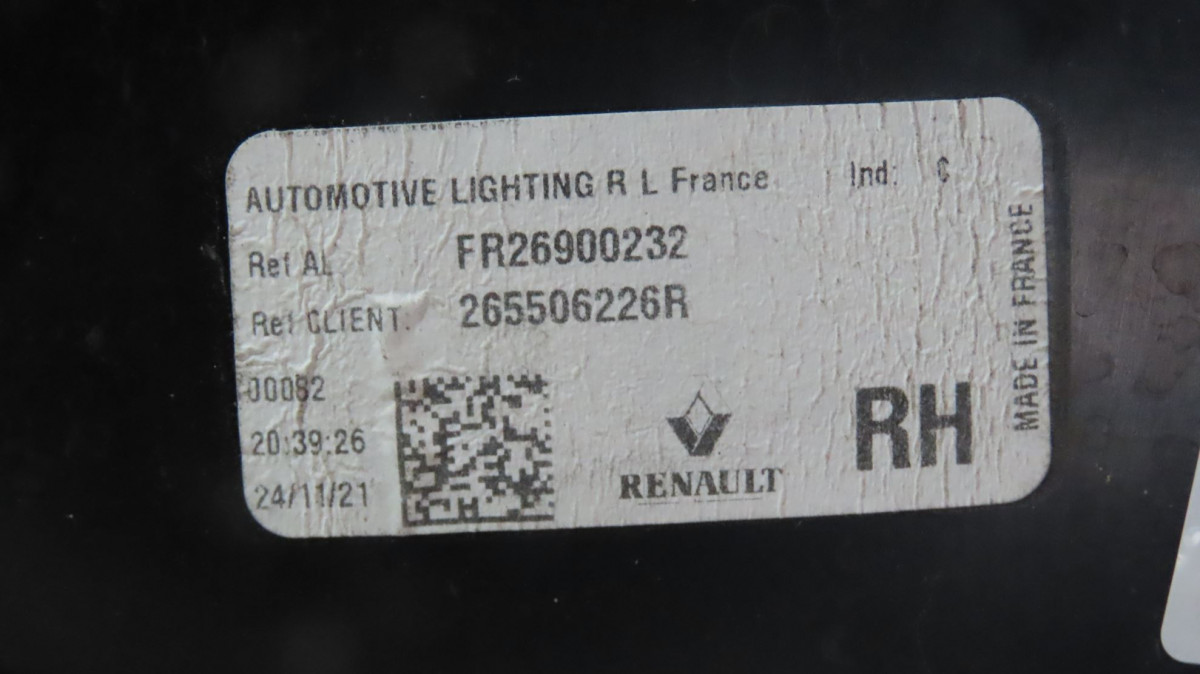 AUTOMOTIVE LIGHTING R L France Ind: C
Ref AL FR26900232
Ref CLIENT: 265506226R
00082
20:39:26
24/11/21
RENAULT
RH
MADE IN FRANCE